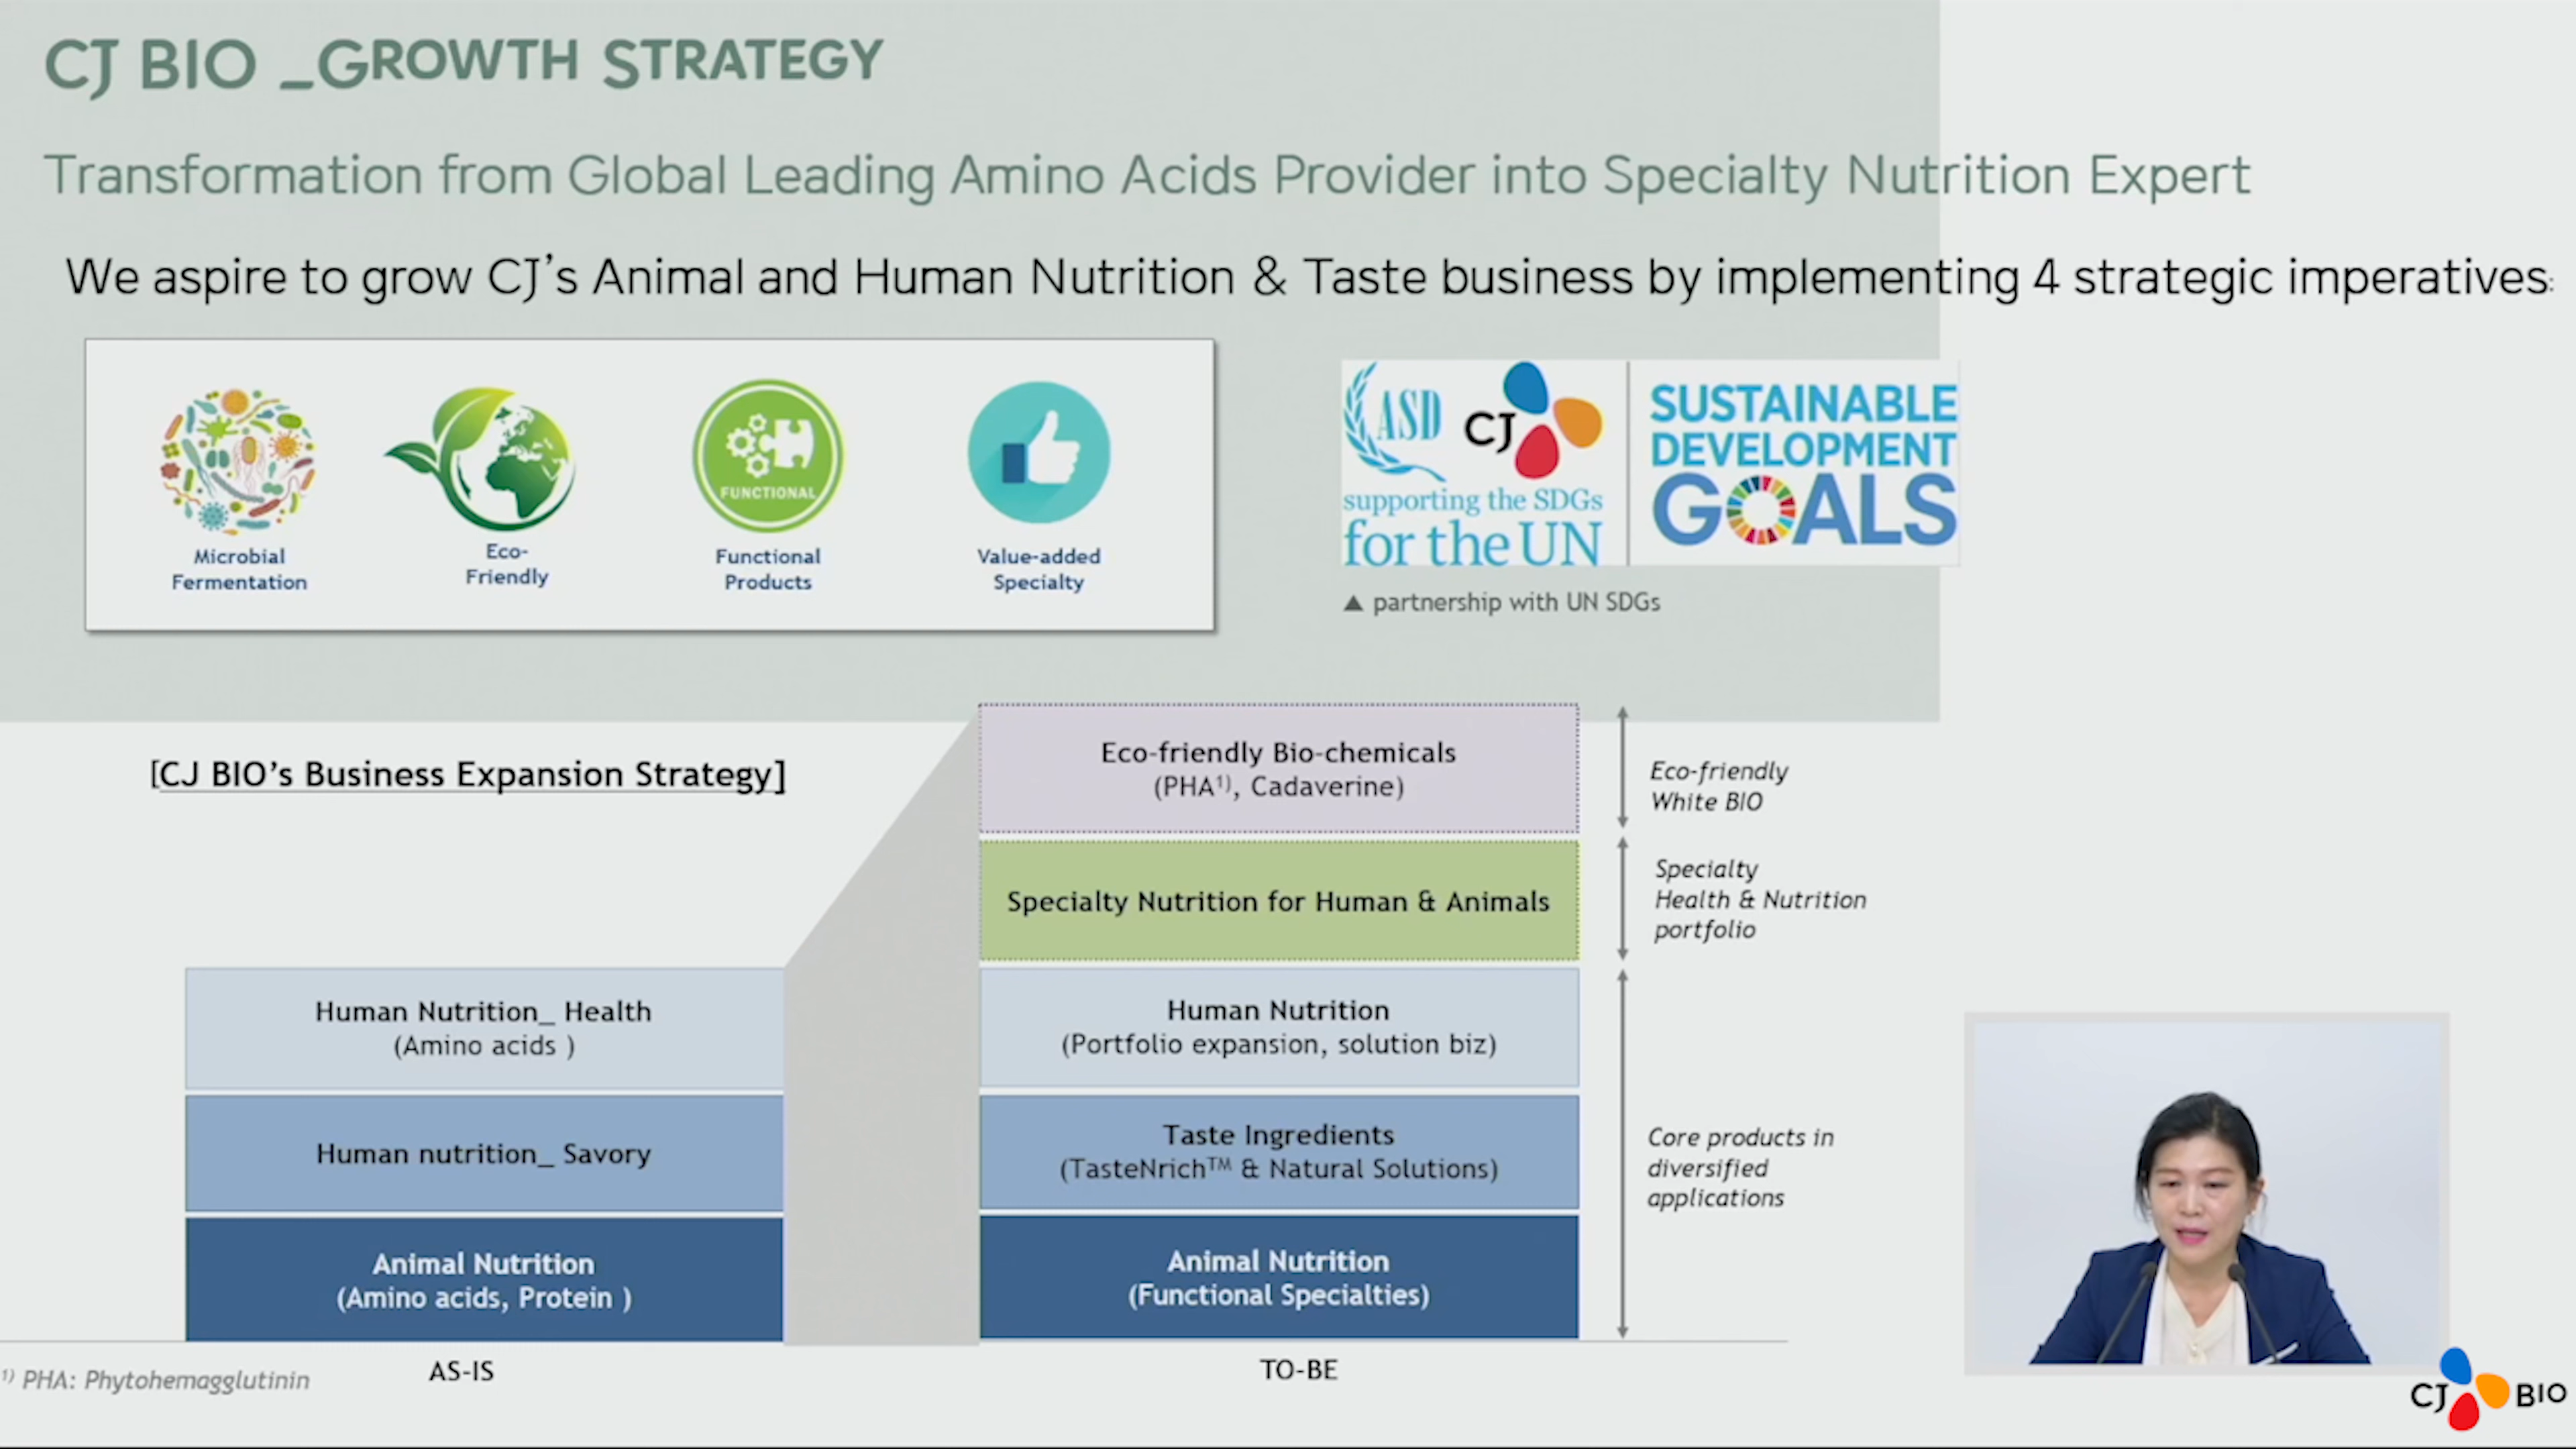 CJ BIO _GROWTH STRATEGY
Transformation from Global Leading Amino Acids Provider into Specialty Nutrition Expert
We aspire to grow CJ's Animal and Human Nutrition & Taste business by implementing 4 strategic imperatives:
Microbial
Fermentation
Eco-
Friendly
FUNCTIONAL
Functional
Products
Value-added
Specialty
ASD CJ
supporting the SDGs
for the UN
SUSTAINABLE
DEVELOPMENT
GOALS
▲ partnership with UN SDGs
[CJ BIO's Business Expansion Strategy]
Human Nutrition_ Health
(Amino acids )
Human nutrition_ Savory
Animal Nutrition
(Amino acids, Protein )
AS-IS
Eco-friendly Bio-chemicals
(PHA¹⁾, Cadaverine)
Specialty Nutrition for Human & Animals
Human Nutrition
(Portfolio expansion, solution biz)
Taste Ingredients
(TasteNrich™ & Natural Solutions)
Animal Nutrition
(Functional Specialties)
TO-BE
Eco-friendly
White BIO
Specialty
Health & Nutrition
portfolio
Core products in
diversified
applications
¹⁾ PHA: Phytohemagglutinin
CJ BIO